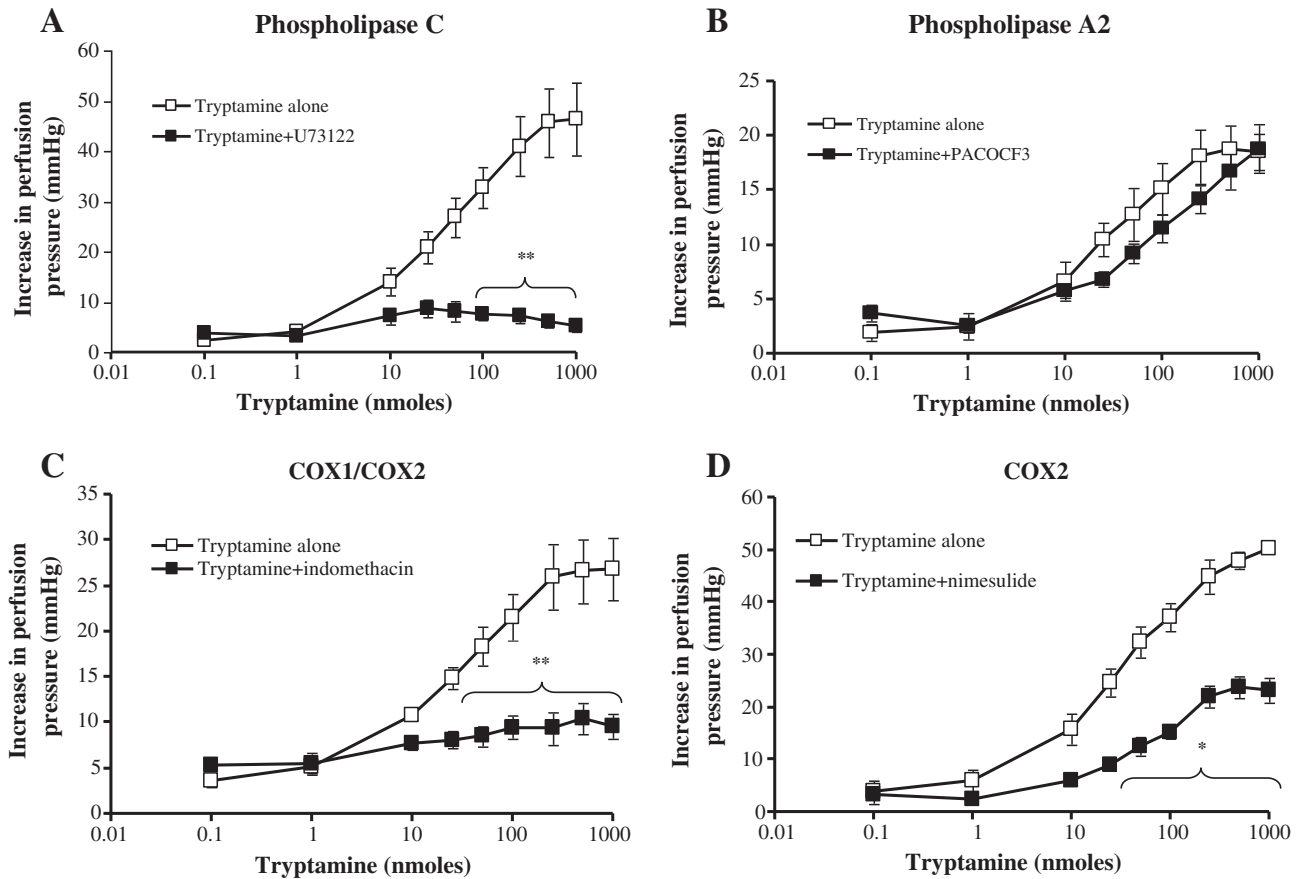 A
Phospholipase C
60
50
40
30
20
10
0
0.01
0.1
1
10
100
1000
Increase in perfusion
pressure (mmHg)
Tryptamine alone
Tryptamine+U73122
**
Tryptamine (nmoles)
B
Phospholipase A2
25
20
15
10
5
0
0.01
0.1
1
10
100
1000
Increase in perfusion
pressure (mmHg)
Tryptamine alone
Tryptamine+PACOCF3
Tryptamine (nmoles)
C
COX1/COX2
35
30
25
20
15
10
5
0
0.01
0.1
1
10
100
1000
Increase in perfusion
pressure (mmHg)
Tryptamine alone
Tryptamine+indomethacin
**
Tryptamine (nmoles)
D
COX2
60
50
40
30
20
10
0
0.01
0.1
1
10
100
1000
Increase in perfusion
pressure (mmHg)
Tryptamine alone
Tryptamine+nimesulide
*
Tryptamine (nmoles)